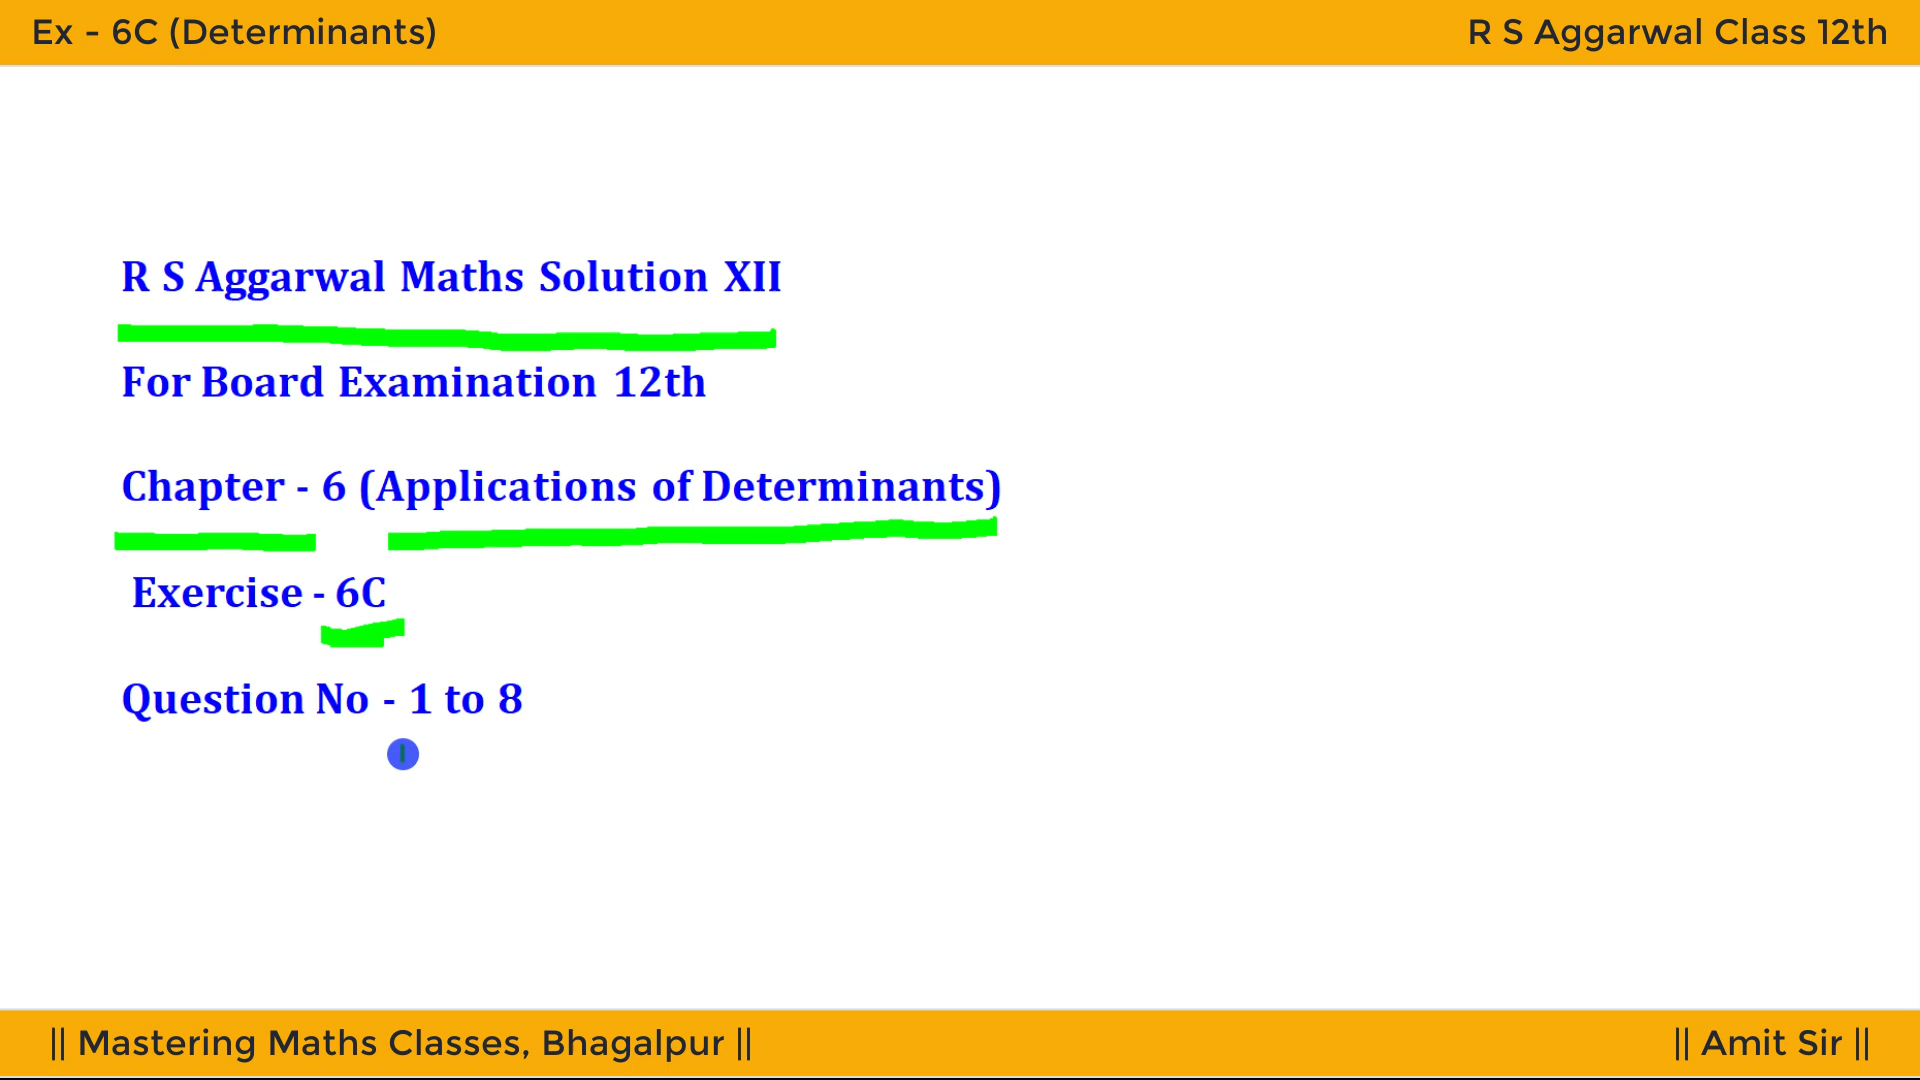 Ex - 6C (Determinants)
R S Aggarwal Class 12th
R S Aggarwal Maths Solution XII
For Board Examination 12th
Chapter - 6 (Applications of Determinants)
Exercise - 6C
Question No - 1 to 8
|| Mastering Maths Classes, Bhagalpur ||
|| Amit Sir ||